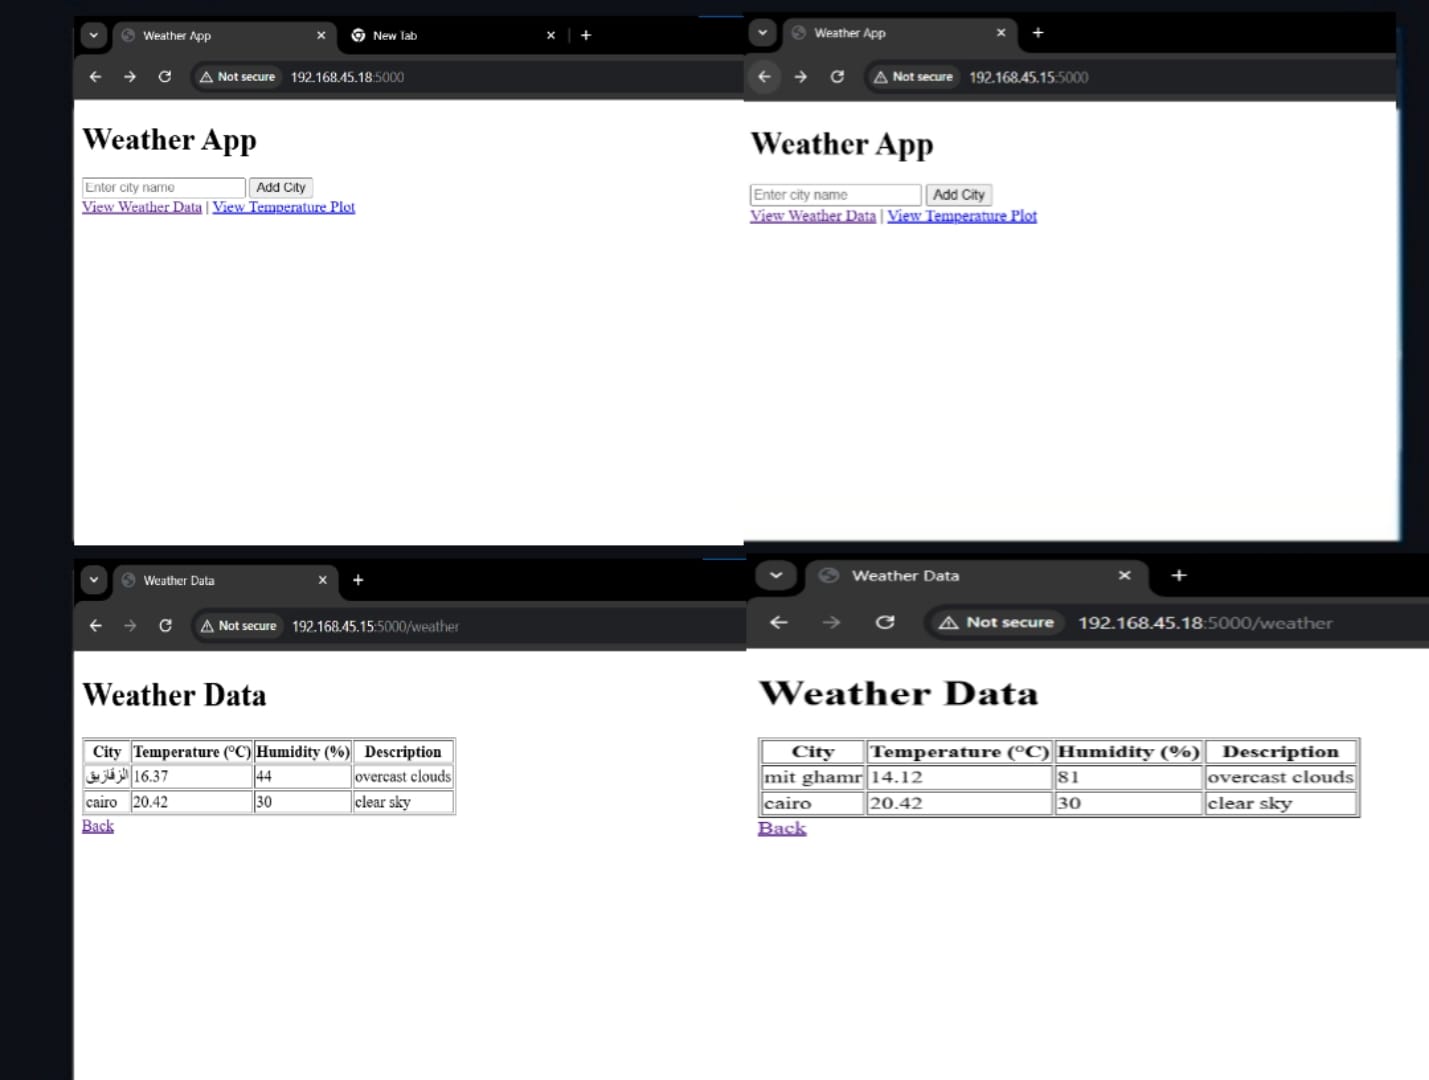 Weather App
New Tab
Not secure 192.168.45.18:5000
Weather App
Enter city name Add City
View Weather Data | View Temperature Plot
Weather App
Not secure 192.168.45.15:5000
Weather App
Enter city name Add City
View Weather Data | View Temperature Plot
Weather Data
Not secure 192.168.45.15:5000/weather
Weather Data
City Temperature (°C) Humidity (%) Description
الزقازيق 16.37 44 overcast clouds
cairo 20.42 30 clear sky
Back
Weather Data
Not secure 192.168.45.18:5000/weather
Weather Data
City Temperature (°C) Humidity (%) Description
mit ghamr 14.12 81 overcast clouds
cairo 20.42 30 clear sky
Back